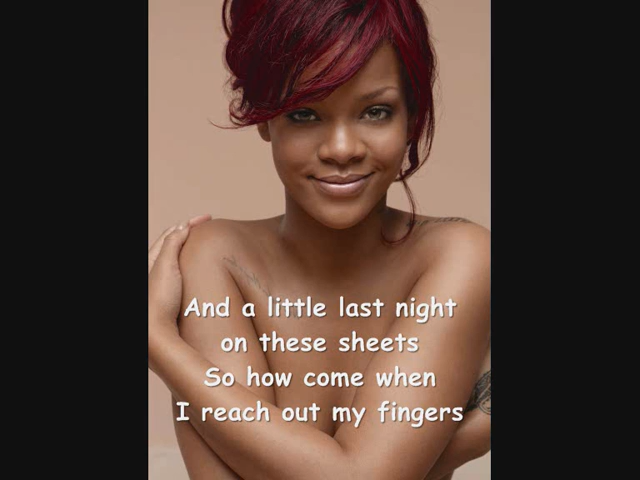 And a little last night
on these sheets
So how come when
I reach out my fingers